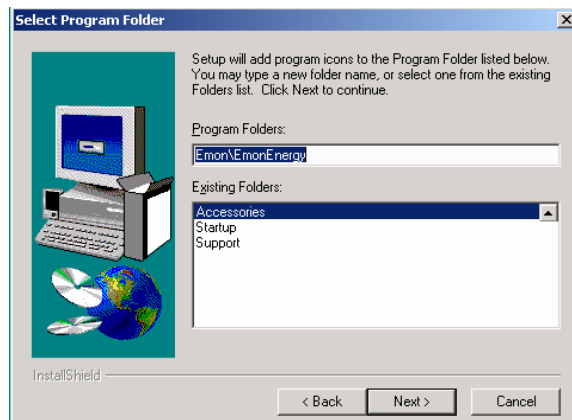 Select Program Folder
Setup will add program icons to the Program Folder listed below.
You may type a new folder name, or select one from the existing
Folders list.  Click Next to continue.
Program Folders:
Emon\EmonEnergy
Existing Folders:
Accessories
Startup
Support
InstallShield
< Back
Next >
Cancel